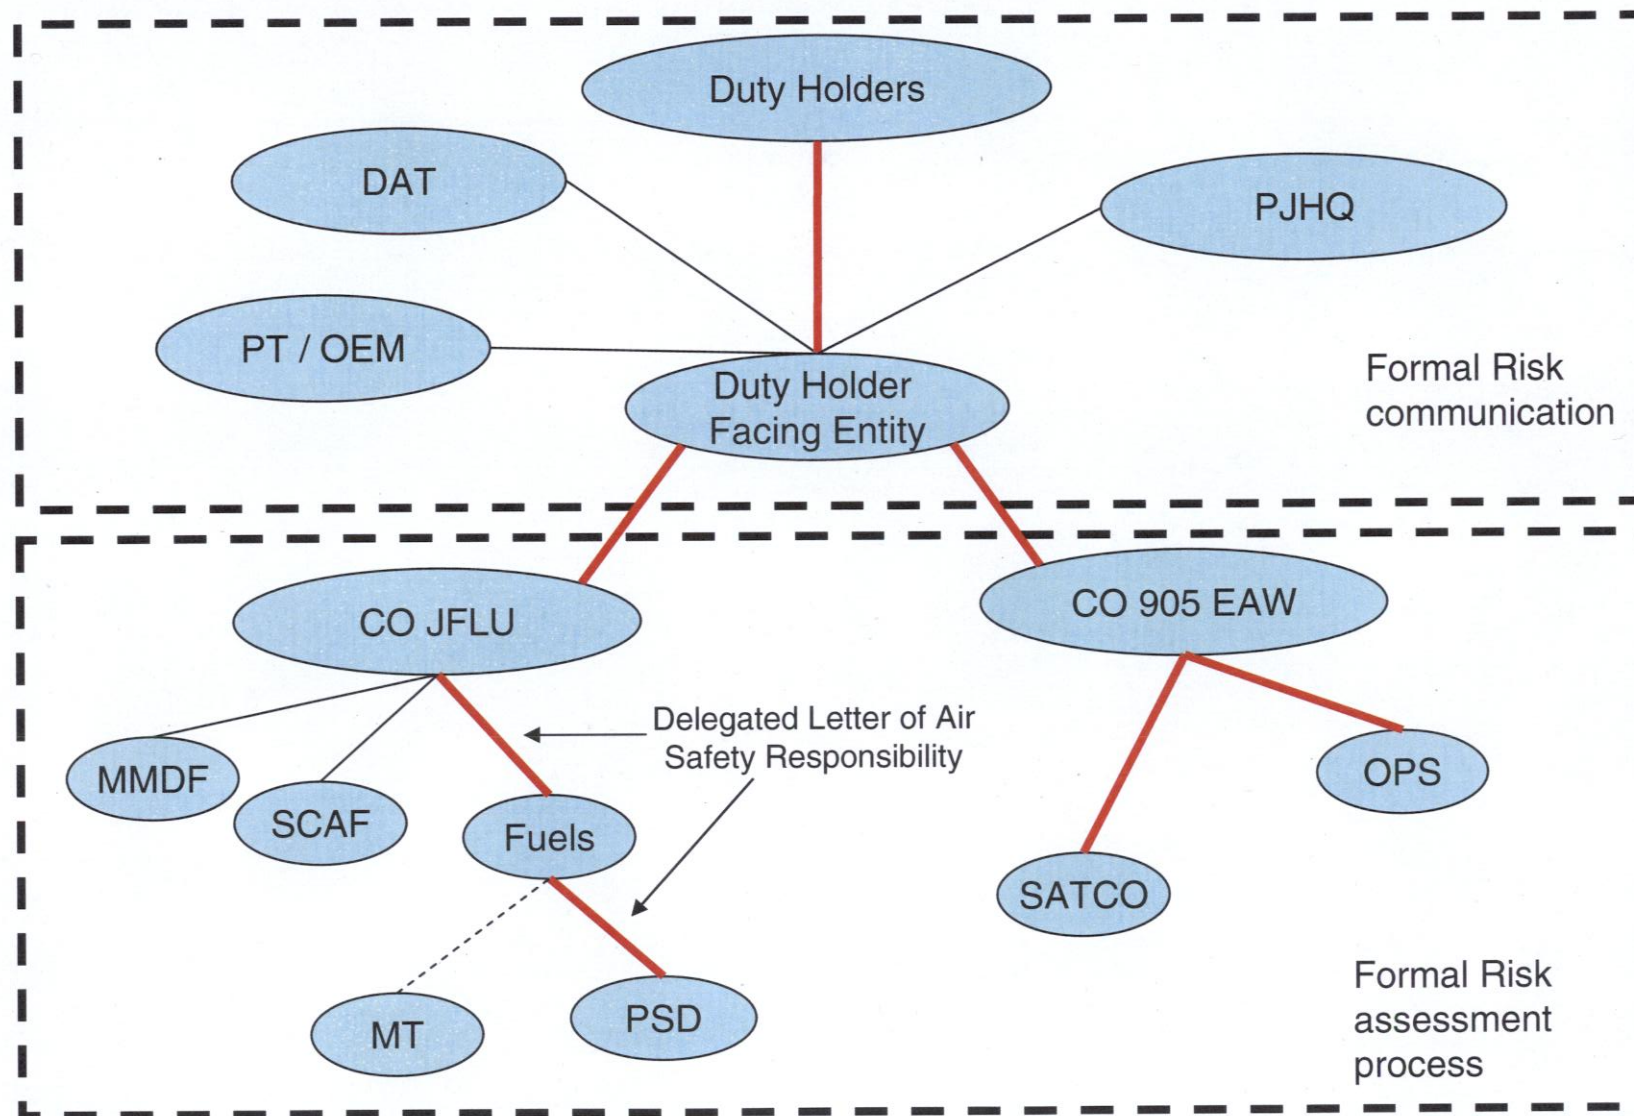 Duty Holders
DAT
PJHQ
PT / OEM
Duty Holder
Facing Entity
Formal Risk
communication
CO JFLU
CO 905 EAW
Delegated Letter of Air
Safety Responsibility
MMDF
SCAF
Fuels
OPS
SATCO
MT
PSD
Formal Risk
assessment
process